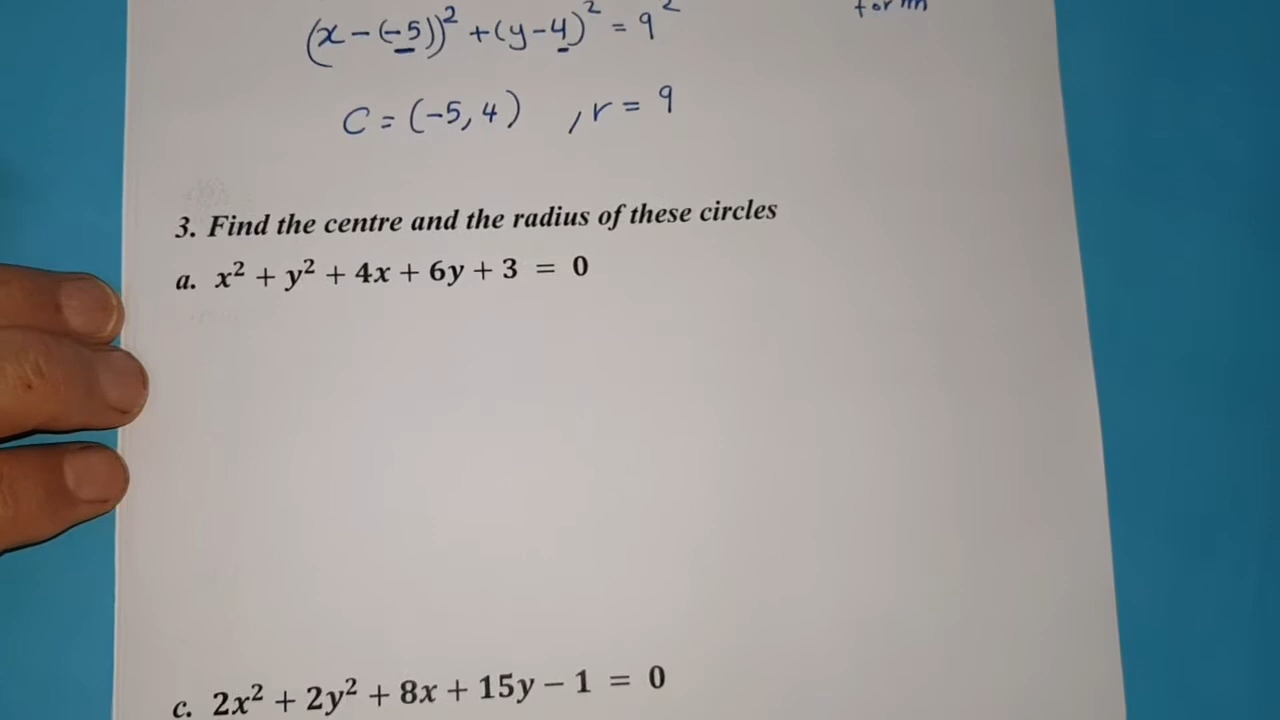 (x - (-5))² + (y - 4)² = 9²
form
C = (-5, 4) , r = 9
3. Find the centre and the radius of these circles
a. x² + y² + 4x + 6y + 3 = 0
c. 2x² + 2y² + 8x + 15y − 1 = 0